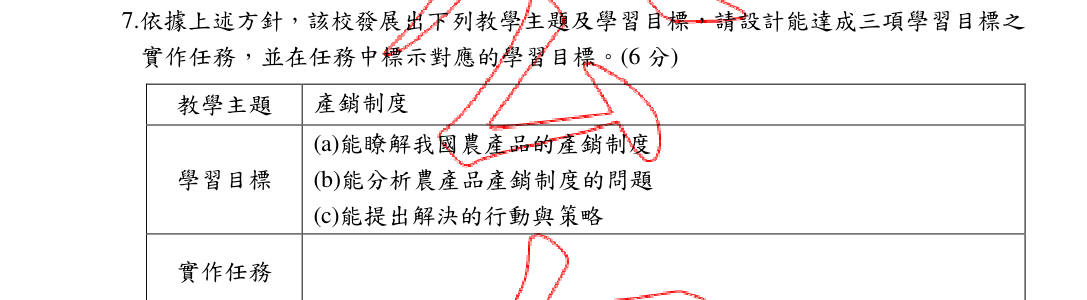 7.依據上述方針，該校發展出下列教學主題及學習目標，請設計能達成三項學習目標之
實作任務，並在任務中標示對應的學習目標。(6 分)
教學主題 產銷制度
學習目標
(a)能瞭解我國農產品的產銷制度
(b)能分析農產品產銷制度的問題
(c)能提出解決的行動與策略
實作任務